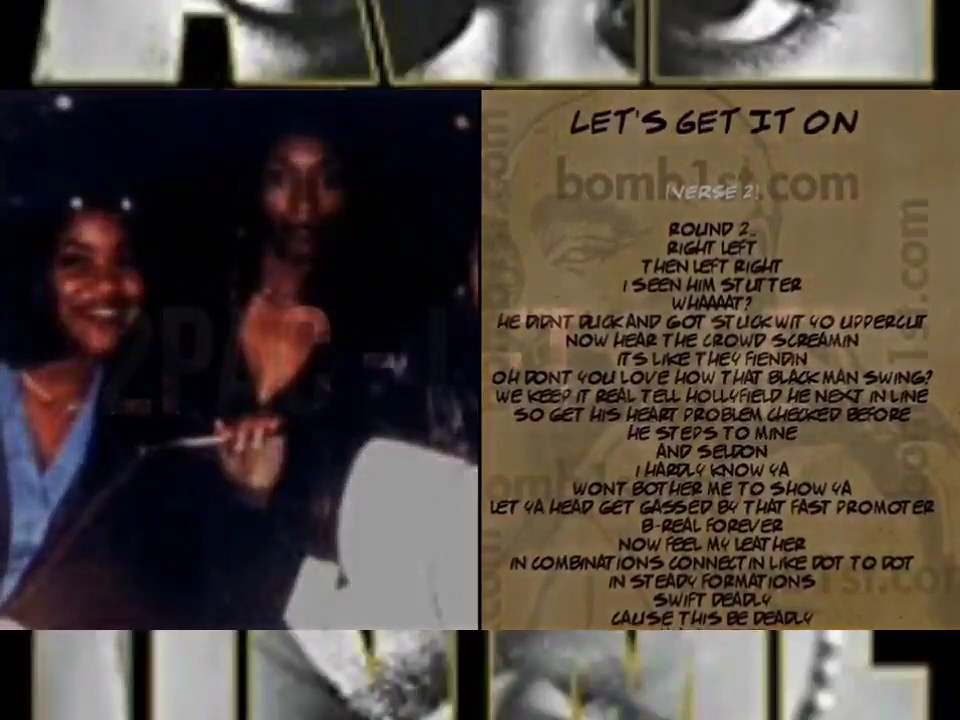 LET'S GET IT ON
bomb1st.com
(VERSE 2)
ROUND 2..
RIGHT LEFT
THEN LEFT RIGHT
I SEEN HIM STUTTER
WHAAAAT?
HE DIDNT DUCK AND GOT STUCK WIT YO UPPERCUT
NOW HEAR THE CROWD SCREAMIN
ITS LIKE THEY FIENDIN
OH DONT YOU LOVE HOW THAT BLACK MAN SWING?
WE KEEP IT REAL TELL HOLLYFIELD HE NEXT IN LINE
SO GET HIS HEART PROBLEM CHECKED BEFORE
HE STEPS TO MINE
AND SELDON
I HARDLY KNOW YA
WONT BOTHER ME TO SHOW YA
LET YA HEAD GET GASSED BY THAT FAST PROMOTER
B-REAL FOREVER
NOW FEEL MY LEATHER
IN COMBINATIONS CONNECTIN LIKE DOT TO DOT
IN STEADY FORMATIONS
SWIFT DEADLY
CAUSE THIS BE DEADLY
2PAC - LET